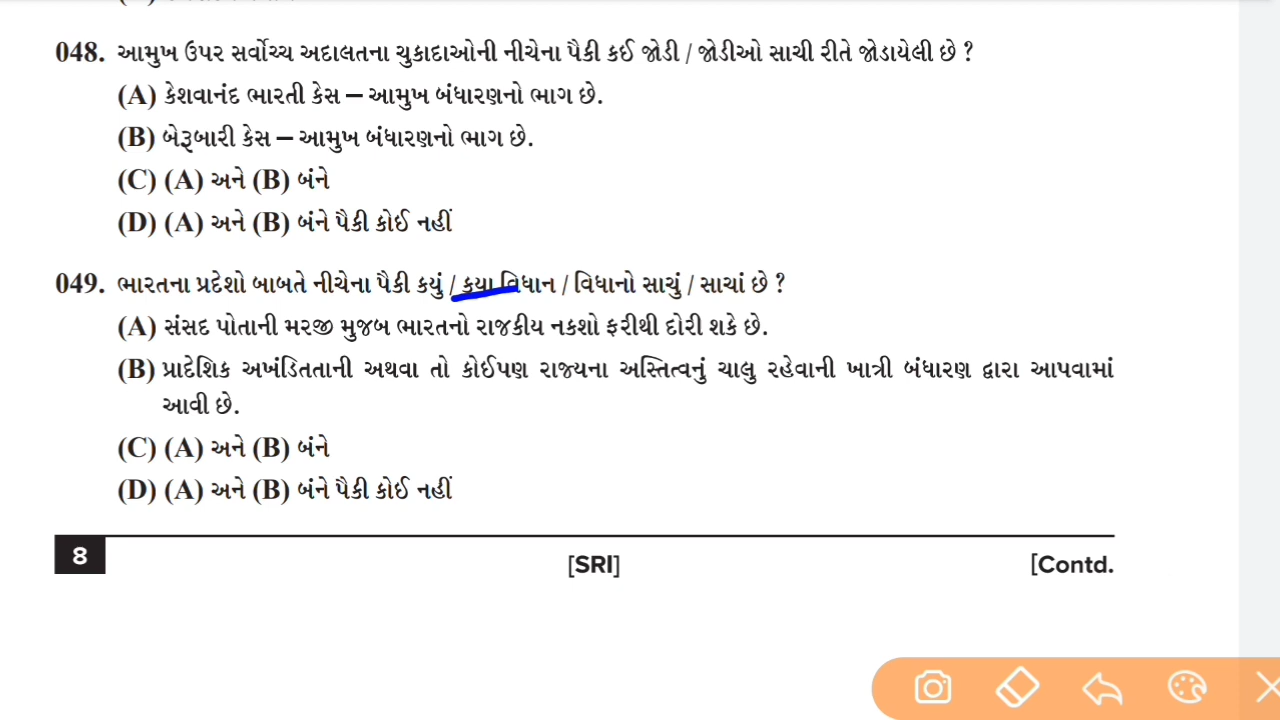 048. આમુખ ઉપર સર્વોચ્ચ અદાલતના ચુકાદાઓની નીચેના પૈકી કઈ જોડી / જોડીઓ સાચી રીતે જોડાયેલી છે ?
(A) કેશવાનંદ ભારતી કેસ – આમુખ બંધારણનો ભાગ છે.
(B) બેરૂબારી કેસ – આમુખ બંધારણનો ભાગ છે.
(C) (A) અને (B) બંને
(D) (A) અને (B) બંને પૈકી કોઈ નહીં
049. ભારતના પ્રદેશો બાબતે નીચેના પૈકી કયું / કયા વિધાન / વિધાનો સાચું / સાચાં છે ?
(A) સંસદ પોતાની મરજી મુજબ ભારતનો રાજકીય નકશો ફરીથી દોરી શકે છે.
(B) પ્રાદેશિક અખંડિતતાની અથવા તો કોઈપણ રાજ્યના અસ્તિત્વનું ચાલુ રહેવાની ખાત્રી બંધારણ દ્વારા આપવામાં
આવી છે.
(C) (A) અને (B) બંને
(D) (A) અને (B) બંને પૈકી કોઈ નહીં
8 [SRI] [Contd.